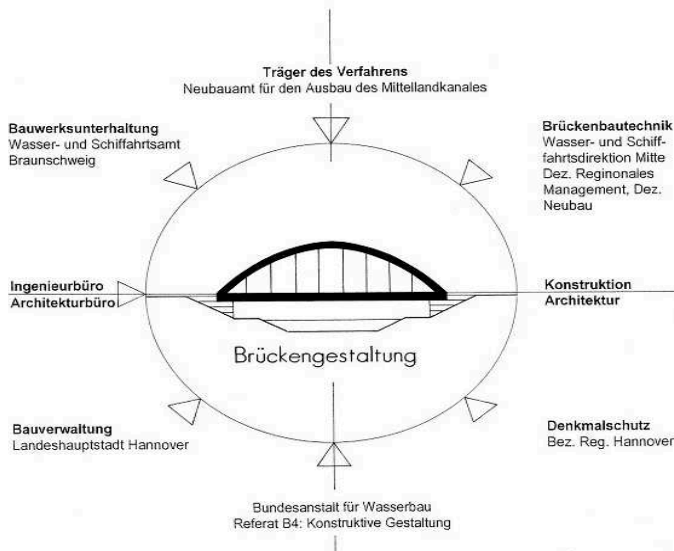 Träger des Verfahrens
Neubauamt für den Ausbau des Mittellandkanales
Bauwerksunterhaltung
Wasser- und Schiffahrtsamt
Braunschweig
Brückenbautechnik
Wasser- und Schiff-
fahrtsdirektion Mitte
Dez. Reginonales
Management, Dez.
Neubau
Ingenieurbüro
Architekturbüro
Konstruktion
Architektur
Brückengestaltung
Bauverwaltung
Landeshauptstadt Hannover
Denkmalschutz
Bez. Reg. Hannover
Bundesanstalt für Wasserbau
Referat B4: Konstruktive Gestaltung